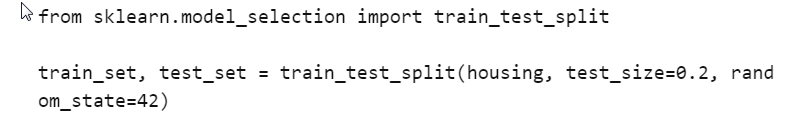 from sklearn.model_selection import train_test_split
train_set, test_set = train_test_split(housing, test_size=0.2, rand
om_state=42)